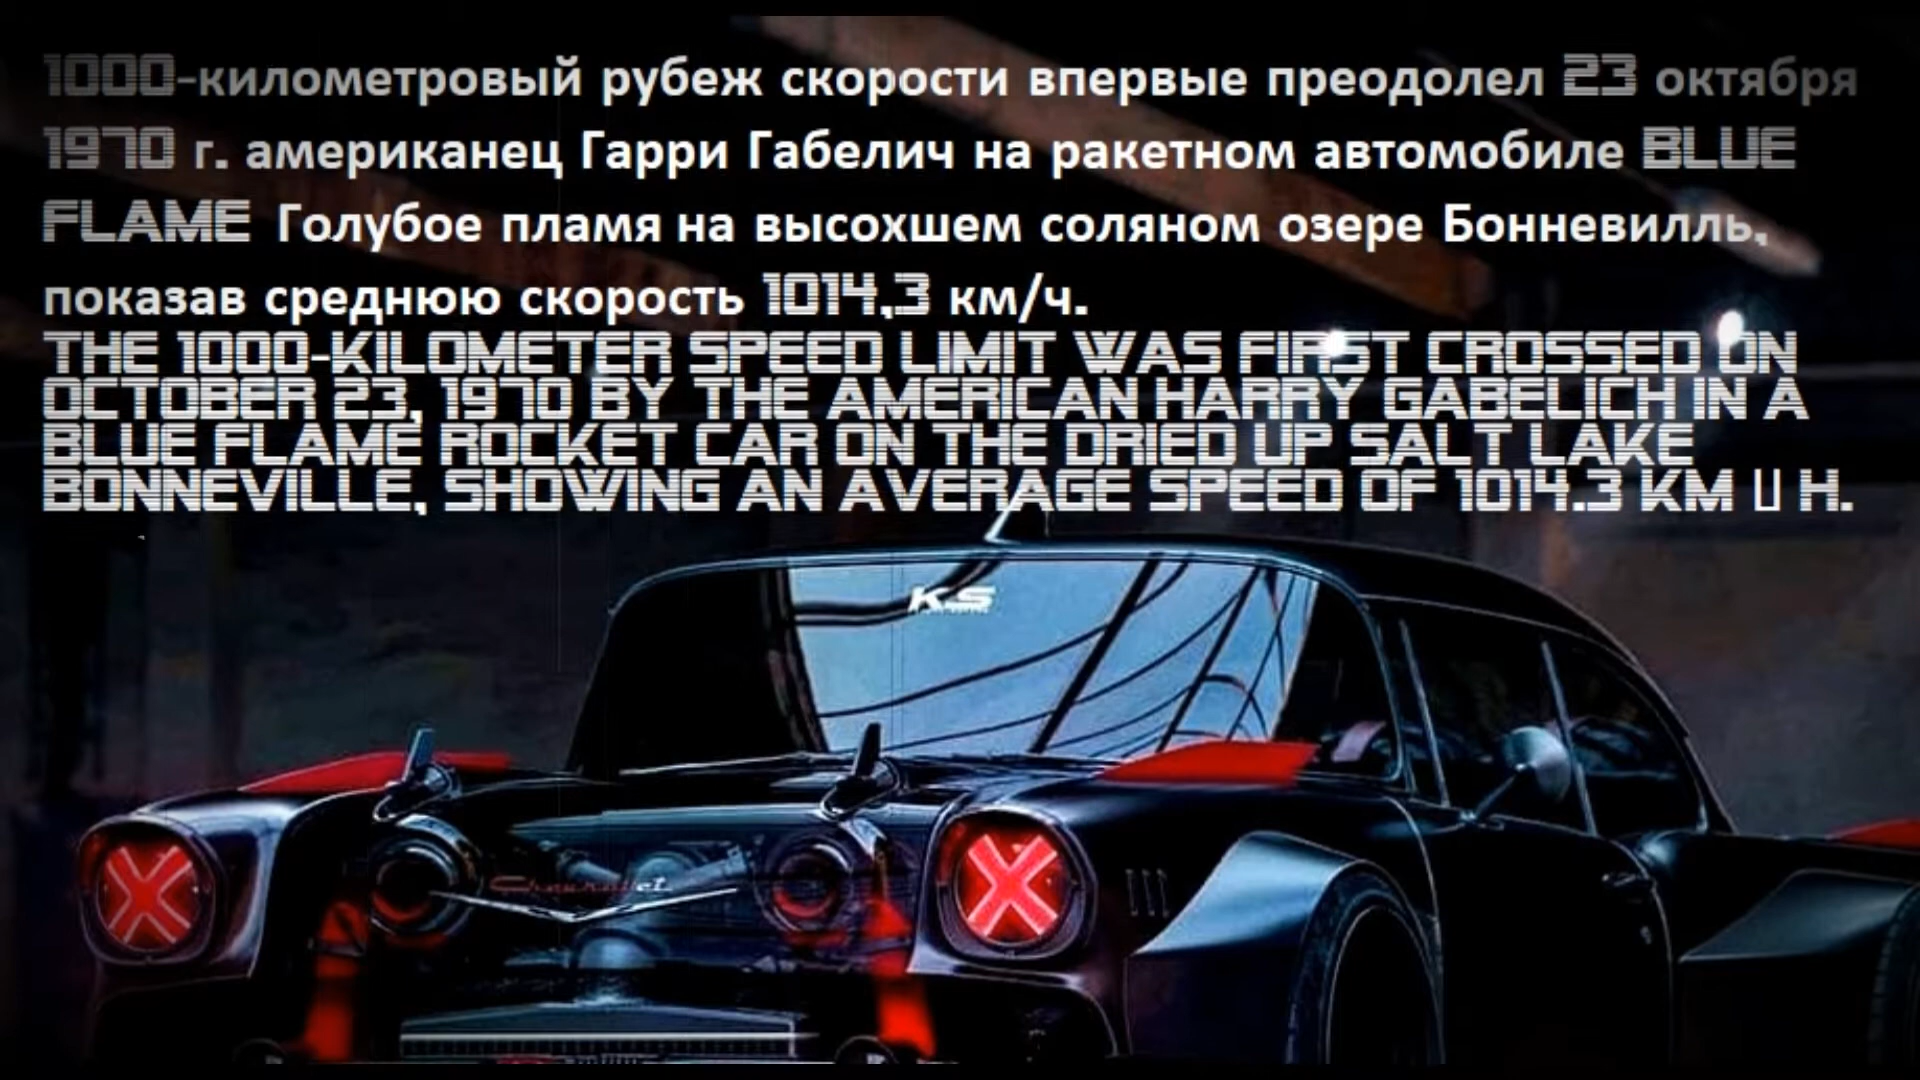 1000-километровый рубеж скорости впервые преодолел 23 октября
1970 г. американец Гарри Габелич на ракетном автомобиле BLUE
FLAME Голубое пламя на высохшем соляном озере Бонневилль,
показав среднюю скорость 1014,3 км/ч.
THE 1000-KILOMETER SPEED LIMIT WAS FIRST CROSSED ON
OCTOBER 23, 1970 BY THE AMERICAN HARRY GABELICH IN A
BLUE FLAME ROCKET CAR ON THE DRIED UP SALT LAKE
BONNEVILLE, SHOWING AN AVERAGE SPEED OF 1014.3 KM H.
KS
Chevrolet